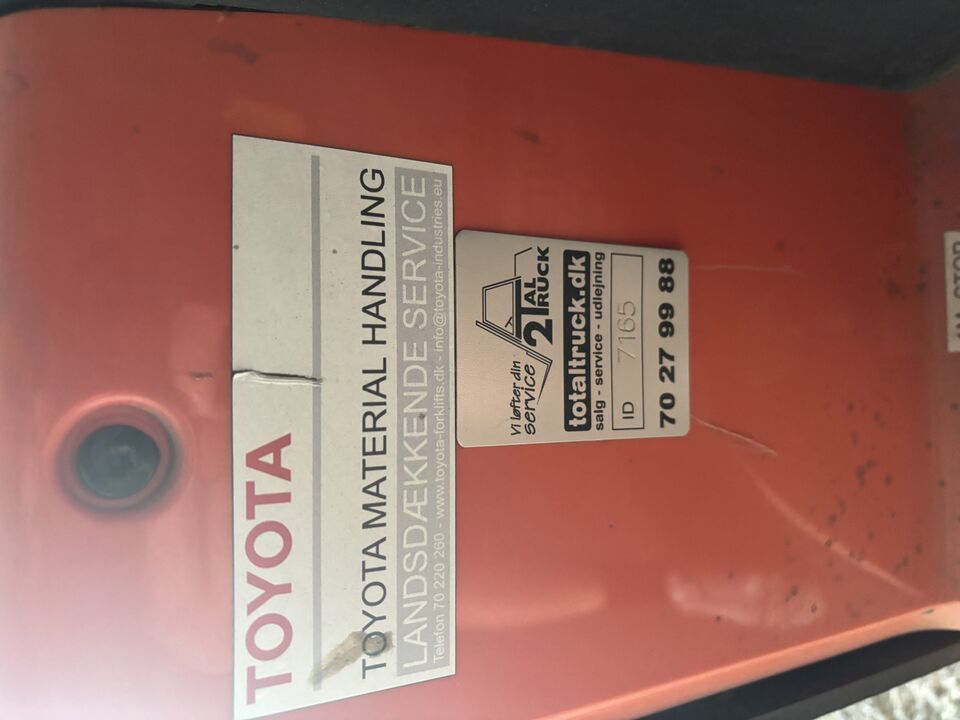 TOYOTA
TOYOTA MATERIAL HANDLING
LANDSDÆKKENDE SERVICE
Telefon 70 220 260 - www.toyota-forklifts.dk - info@toyota-industries.eu
Vi løfter din
service
2TAL
TRUCK
totaltruck.dk
salg - service - udlejning
ID 7165
70 27 99 88